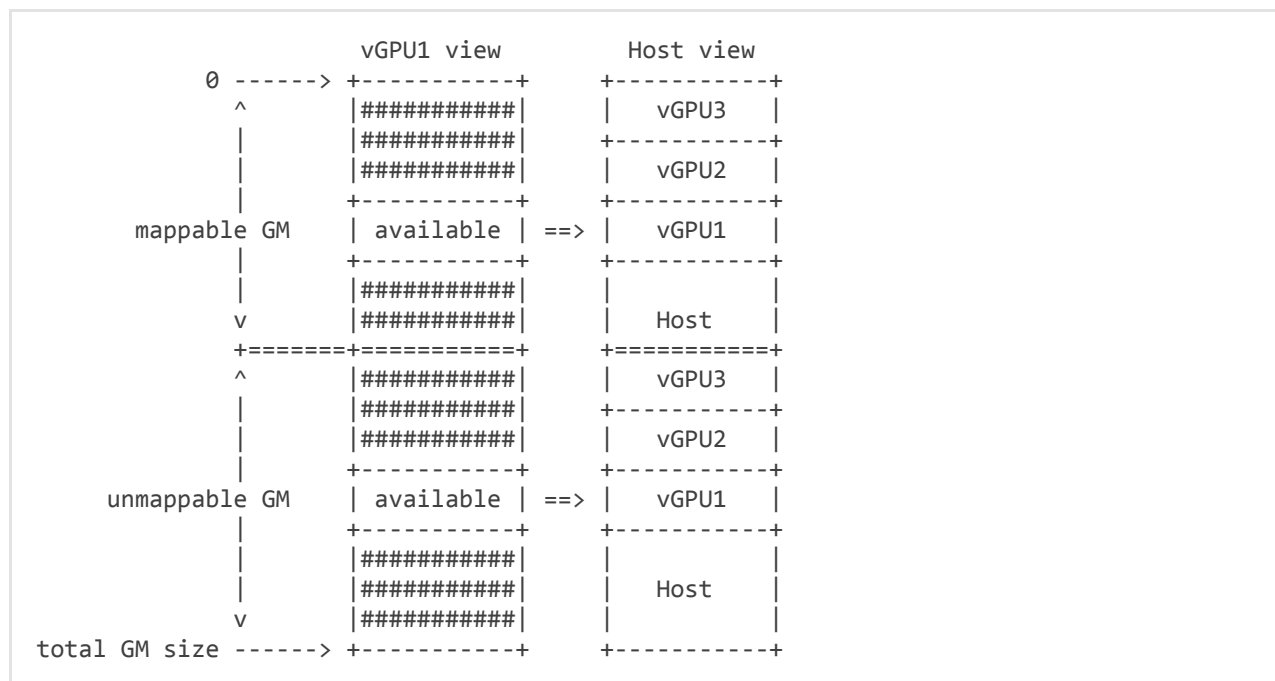 vGPU1 view         Host view
              0 ------> +-----------+     +-----------+
                ^       |###########|     |   vGPU3   |
                |       |###########|     +-----------+
                |       |###########|     |   vGPU2   |
                |       +-----------+     +-----------+
         mappable GM    | available | ==> |   vGPU1   |
                |       +-----------+     +-----------+
                |       |###########|     |           |
                v       |###########|     |   Host    |
                +=======+===========+     +===========+
                ^       |###########|     |   vGPU3   |
                |       |###########|     +-----------+
                |       |###########|     |   vGPU2   |
                |       +-----------+     +-----------+
       unmappable GM    | available | ==> |   vGPU1   |
                |       +-----------+     +-----------+
                |       |###########|     |           |
                |       |###########|     |   Host    |
                v       |###########|     |           |
  total GM size ------> +-----------+     +-----------+